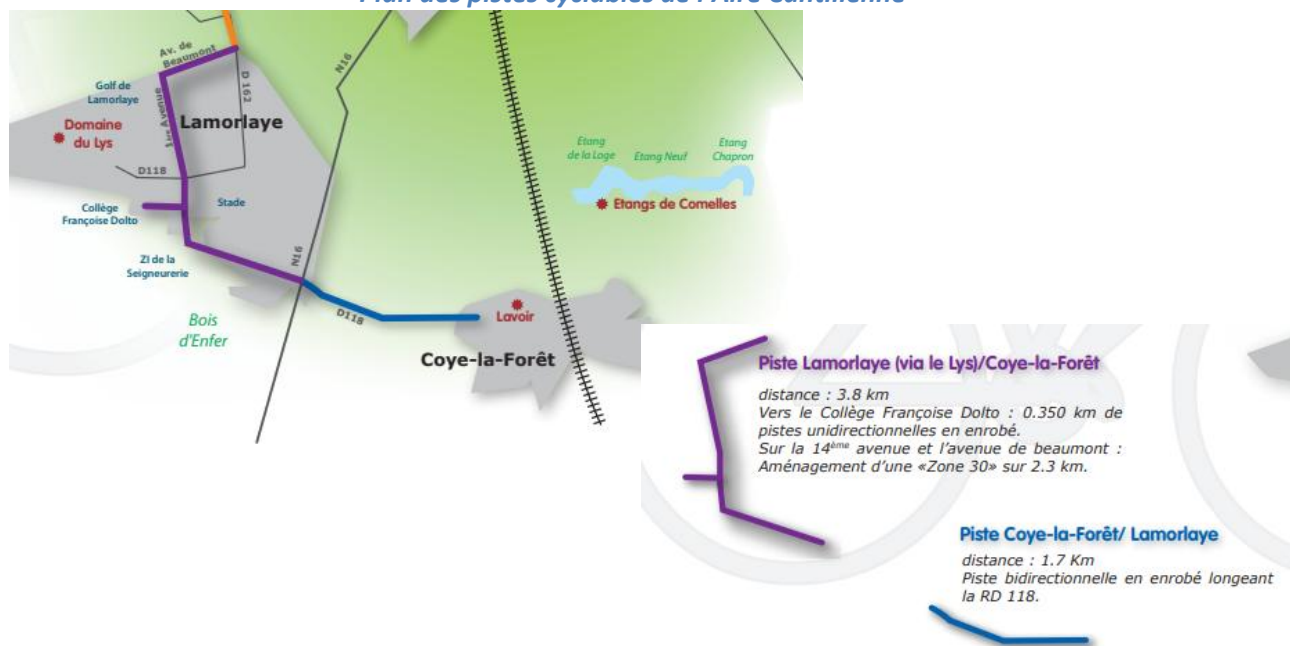 Plan des pistes cyclables de l'Aire Cantilienne
Av. de
Beaumont
N16
D 162
Golf de
Lamorlaye
Avenue
Lamorlaye
Domaine
du Lys
D118
Etang
de la Loge
Etang Neuf
Etang
Chapron
Etangs de Comelles
Collège
Françoise Dolto
Stade
ZI de la
Seigneurerie
N16
Bois
d'Enfer
D118
Lavoir
Coye-la-Forêt
Piste Lamorlaye (via le Lys)/Coye-la-Forêt
distance : 3.8 km
Vers le Collège Françoise Dolto : 0.350 km de
pistes unidirectionnelles en enrobé.
Sur la 14ème avenue et l'avenue de beaumont :
Aménagement d'une «Zone 30» sur 2.3 km.
Piste Coye-la-Forêt/ Lamorlaye
distance : 1.7 Km
Piste bidirectionnelle en enrobé longeant
la RD 118.